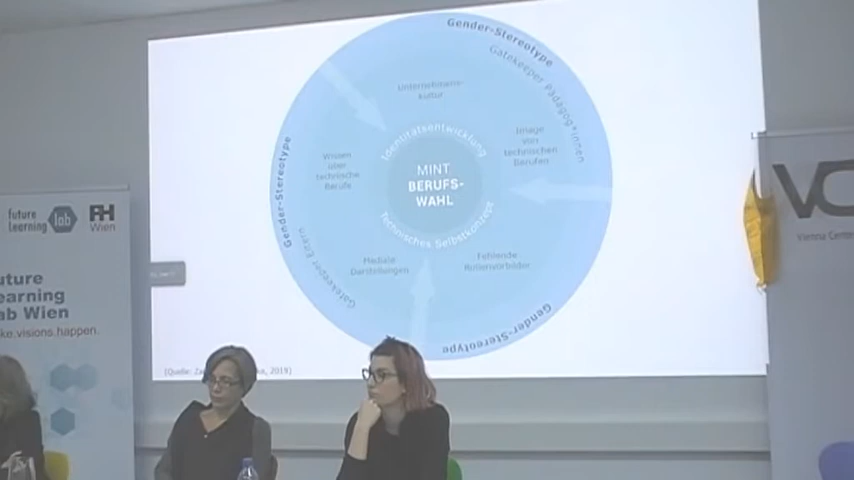 Gender-Stereotype
Gatekeeper Pädagog*innen
Unternehmens-
kultur
Identitätsentwicklung
Image
von
technischen
Berufen
Wissen
über
technische
Berufe
MINT
BERUFS-
WAHL
Gender-Stereotype
Technisches Selbstkonzept
Mediale
Darstellungen
Fehlende
Rollenvorbilder
Gatekeeper Eltern
Gender-Stereotype
(Quelle:
2019)
future
learning
lab
FH
Wien
uture
earning
ab Wien
ke.visions.happen.
VC
Vienna Centr